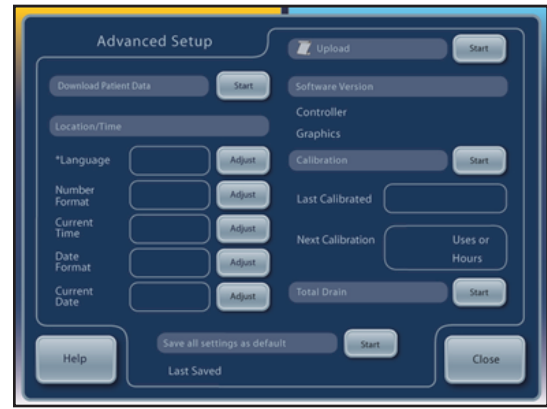 Advanced Setup
Upload
Start
Download Patient Data
Start
Software Version
Location/Time
Controller
Graphics
*Language
Adjust
Calibration
Start
Number
Format
Adjust
Last Calibrated
Current
Time
Adjust
Next Calibration
Uses or
Hours
Date
Format
Adjust
Current
Date
Adjust
Total Drain
Start
Save all settings as default
Start
Last Saved
Help
Close